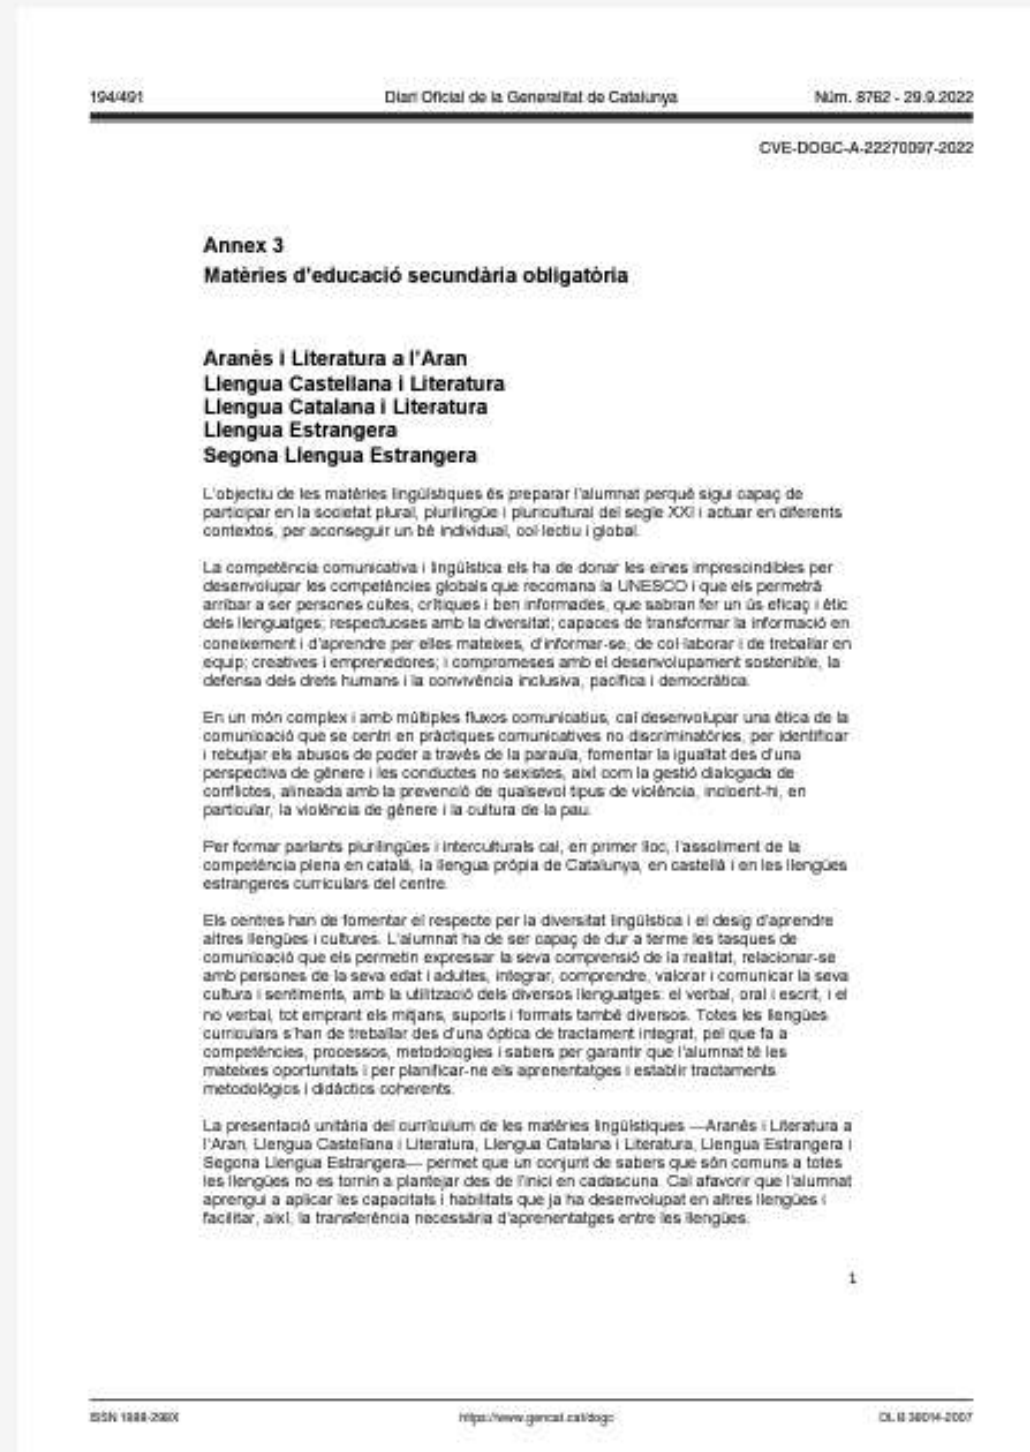 194/491 Diari Oficial de la Generalitat de Catalunya Núm. 8762 - 29.9.2022
CVE-DOGC-A-22270097-2022
Annex 3
Matèries d'educació secundària obligatòria
Aranès i Literatura a l'Aran
Llengua Castellana i Literatura
Llengua Catalana i Literatura
Llengua Estrangera
Segona Llengua Estrangera
L'objectiu de les matèries lingüístiques és preparar l'alumnat perquè sigui capaç de
participar en la societat plural, plurilingüe i pluricultural del segle XXI i actuar en diferents
contextos, per aconseguir un bé individual, col·lectiu i global.
La competència comunicativa i lingüística els ha de donar les eines imprescindibles per
desenvolupar les competències globals que recomana la UNESCO i que els permetrà
arribar a ser persones cultes, crítiques i ben informades, que sabran fer un ús eficaç i ètic
dels llenguatges; respectuoses amb la diversitat; capaces de transformar la informació en
coneixement i d'aprendre per elles mateixes, d'informar-se, de col·laborar i de treballar en
equip; creatives i emprenedores; i compromeses amb el desenvolupament sostenible, la
defensa dels drets humans i la convivència inclusiva, pacífica i democràtica.
En un món complex i amb múltiples fluxos comunicatius, cal desenvolupar una ètica de la
comunicació que se centri en pràctiques comunicatives no discriminatòries, per identificar
i rebutjar els abusos de poder a través de la paraula, fomentar la igualtat des d'una
perspectiva de gènere i les conductes no sexistes, així com la gestió dialogada de
conflictes, alineada amb la prevenció de qualsevol tipus de violència, incloent-hi, en
particular, la violència de gènere i la cultura de la pau.
Per formar parlants plurilingües i interculturals cal, en primer lloc, l'assoliment de la
competència plena en català, la llengua pròpia de Catalunya, en castellà i en les llengües
estrangeres curriculars del centre.
Els centres han de fomentar el respecte per la diversitat lingüística i el desig d'aprendre
altres llengües i cultures. L'alumnat ha de ser capaç de dur a terme les tasques de
comunicació que els permetin expressar la seva comprensió de la realitat, relacionar-se
amb persones de la seva edat i adultes, integrar, comprendre, valorar i comunicar la seva
cultura i sentiments, amb la utilització dels diversos llenguatges: el verbal, oral i escrit, i el
no verbal, tot emprant els mitjans, suports i formats també diversos. Totes les llengües
curriculars s'han de treballar des d'una òptica de tractament integrat, pel que fa a
competències, processos, metodologies i sabers per garantir que l'alumnat té les
mateixes oportunitats i per planificar-ne els aprenentatges i establir tractaments
metodològics i didàctics coherents.
La presentació unitària del currículum de les matèries lingüístiques —Aranès i Literatura a
l'Aran, Llengua Castellana i Literatura, Llengua Catalana i Literatura, Llengua Estrangera i
Segona Llengua Estrangera— permet que un conjunt de sabers que són comuns a totes
les llengües no es tornin a plantejar des de l'inici en cadascuna. Cal afavorir que l'alumnat
aprengui a aplicar les capacitats i habilitats que ja ha desenvolupat en altres llengües i
facilitar, així, la transferència necessària d'aprenentatges entre les llengües.
1
ISSN 1988-298X https://www.gencat.cat/dogc DL B 38014-2007